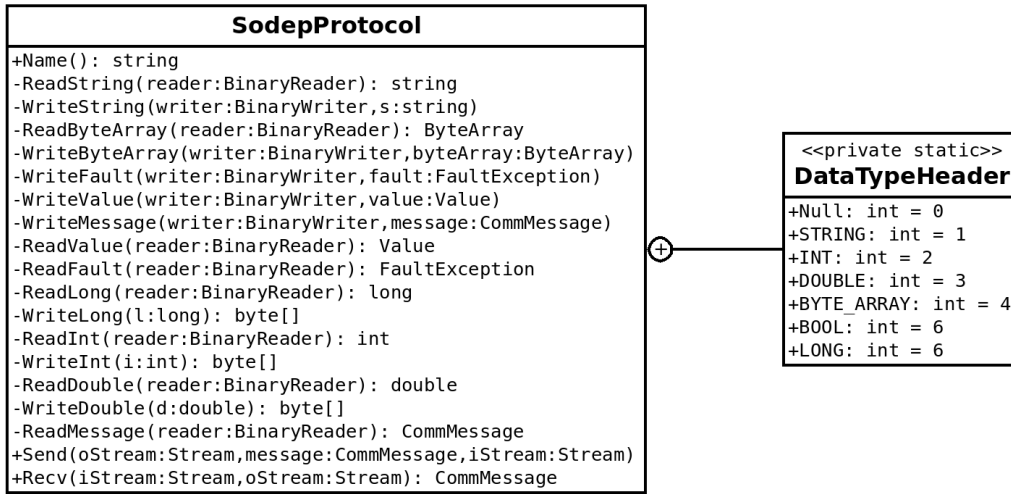 SodepProtocol
+Name(): string
-ReadString(reader:BinaryReader): string
-WriteString(writer:BinaryWriter,s:string)
-ReadByteArray(reader:BinaryReader): ByteArray
-WriteByteArray(writer:BinaryWriter,byteArray:ByteArray)
-WriteFault(writer:BinaryWriter,fault:FaultException)
-WriteValue(writer:BinaryWriter,value:Value)
-WriteMessage(writer:BinaryWriter,message:CommMessage)
-ReadValue(reader:BinaryReader): Value
-ReadFault(reader:BinaryReader): FaultException
-ReadLong(reader:BinaryReader): long
-WriteLong(l:long): byte[]
-ReadInt(reader:BinaryReader): int
-WriteInt(i:int): byte[]
-ReadDouble(reader:BinaryReader): double
-WriteDouble(d:double): byte[]
-ReadMessage(reader:BinaryReader): CommMessage
+Send(oStream:Stream,message:CommMessage,iStream:Stream)
+Recv(iStream:Stream,oStream:Stream): CommMessage
+
<<private static>>
DataTypeHeader
+Null: int = 0
+STRING: int = 1
+INT: int = 2
+DOUBLE: int = 3
+BYTE_ARRAY: int = 4
+BOOL: int = 6
+LONG: int = 6